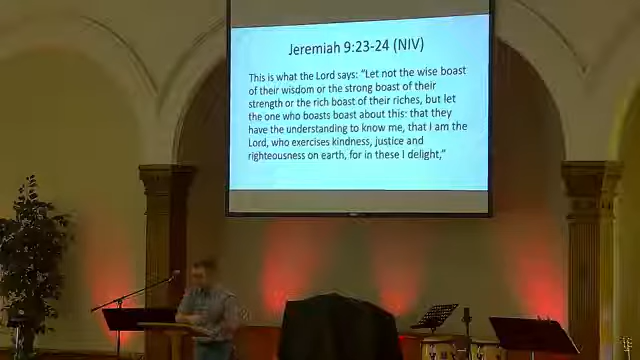 Jeremiah 9:23-24 (NIV)
This is what the Lord says: “Let not the wise boast
of their wisdom or the strong boast of their
strength or the rich boast of their riches, but let
the one who boasts boast about this: that they
have the understanding to know me, that I am the
Lord, who exercises kindness, justice and
righteousness on earth, for in these I delight,”